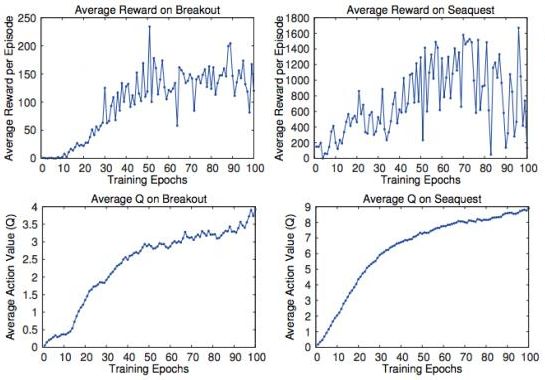 Average Reward on Breakout
Average Reward per Episode
250
200
150
100
50
0
0 10 20 30 40 50 60 70 80 90 100
Training Epochs
Average Reward on Seaquest
Average Reward per Episode
1800
1600
1400
1200
1000
800
600
400
200
0
0 10 20 30 40 50 60 70 80 90 100
Training Epochs
Average Q on Breakout
Average Action Value (Q)
4
3.5
3
2.5
2
1.5
1
0.5
0
0 10 20 30 40 50 60 70 80 90 100
Training Epochs
Average Q on Seaquest
Average Action Value (Q)
9
8
7
6
5
4
3
2
1
0
0 10 20 30 40 50 60 70 80 90 100
Training Epochs